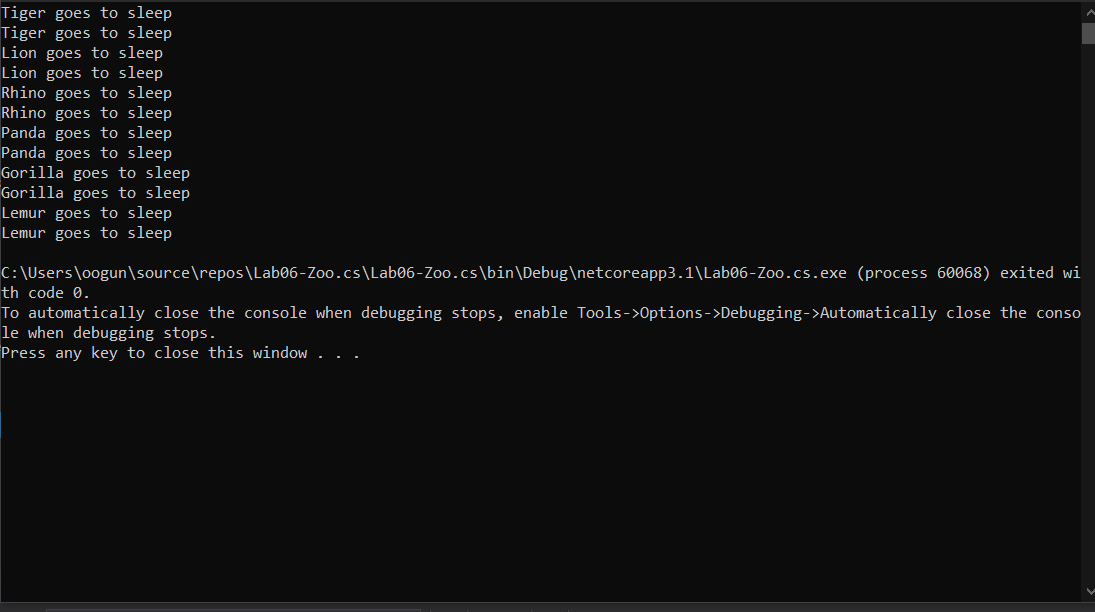 Tiger goes to sleep
Tiger goes to sleep
Lion goes to sleep
Lion goes to sleep
Rhino goes to sleep
Rhino goes to sleep
Panda goes to sleep
Panda goes to sleep
Gorilla goes to sleep
Gorilla goes to sleep
Lemur goes to sleep
Lemur goes to sleep
C:\Users\oogun\source\repos\Lab06-Zoo.cs\Lab06-Zoo.cs\bin\Debug\netcoreapp3.1\Lab06-Zoo.cs.exe (process 60068) exited wi
th code 0.
To automatically close the console when debugging stops, enable Tools->Options->Debugging->Automatically close the conso
le when debugging stops.
Press any key to close this window . . .